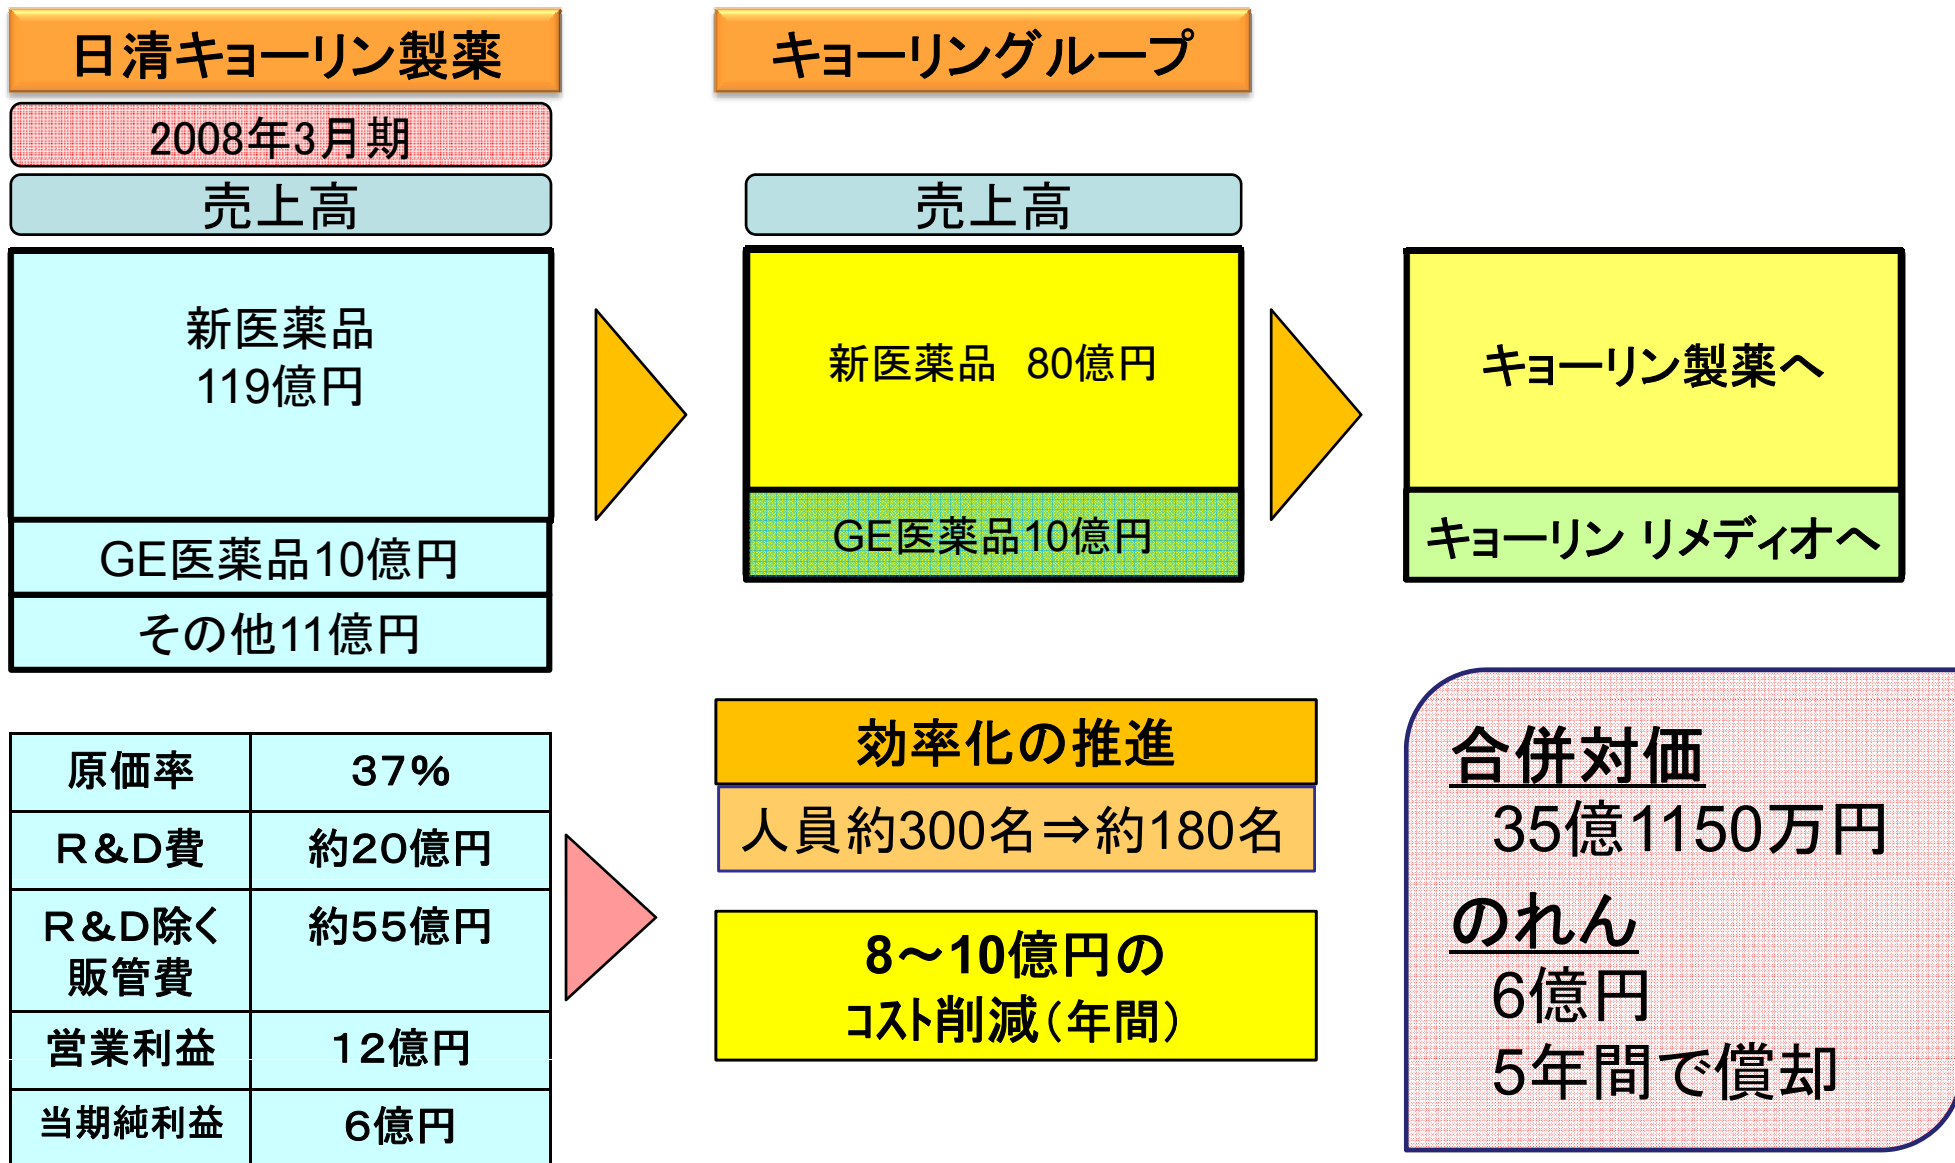 日清キョーリン製薬
2008年3月期
売上高
新医薬品
119億円
GE医薬品10億円
その他11億円
キョーリングループ
売上高
新医薬品 80億円
GE医薬品10億円
キョーリン製薬へ
キョーリン リメディオへ
原価率 37%
R&D費 約20億円
R&D除く 約55億円
販管費
営業利益 12億円
当期純利益 6億円
効率化の推進
人員約300名⇒約180名
8～10億円の
コスト削減(年間)
合併対価
35億1150万円
のれん
6億円
5年間で償却